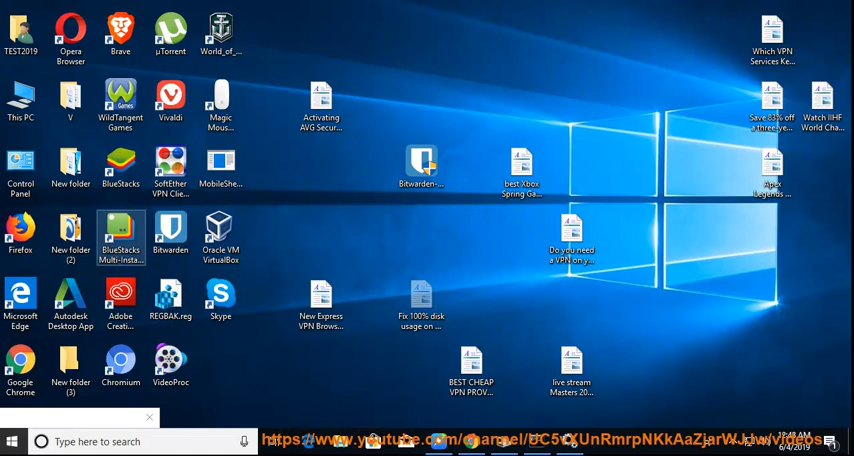 TEST2019
Opera
Browser
Brave
µTorrent
World_of_...
Which VPN
Services Ke...
This PC
V
WildTangent
Games
Vivaldi
Magic
Mous...
Activating
AVG Secur...
Save 83% off
a three-ye...
Watch IIHF
World Cha...
Control
Panel
New folder
BlueStacks
SoftEther
VPN Clie...
MobileShe...
Bitwarden-...
best Xbox
Spring Ga...
Apex
Legends ...
Firefox
New folder
(2)
BlueStacks
Multi-Insta...
Bitwarden
Oracle VM
VirtualBox
Do you need
a VPN on y...
Microsoft
Edge
Autodesk
Desktop App
Adobe
Creati...
REGBAK.reg
Skype
New Express
VPN Brows...
Fix 100% disk
usage on ...
Google
Chrome
New folder
(3)
Chromium
VideoProc
BEST CHEAP
VPN PROV...
live stream
Masters 20...
Type here to search
6/4/2019